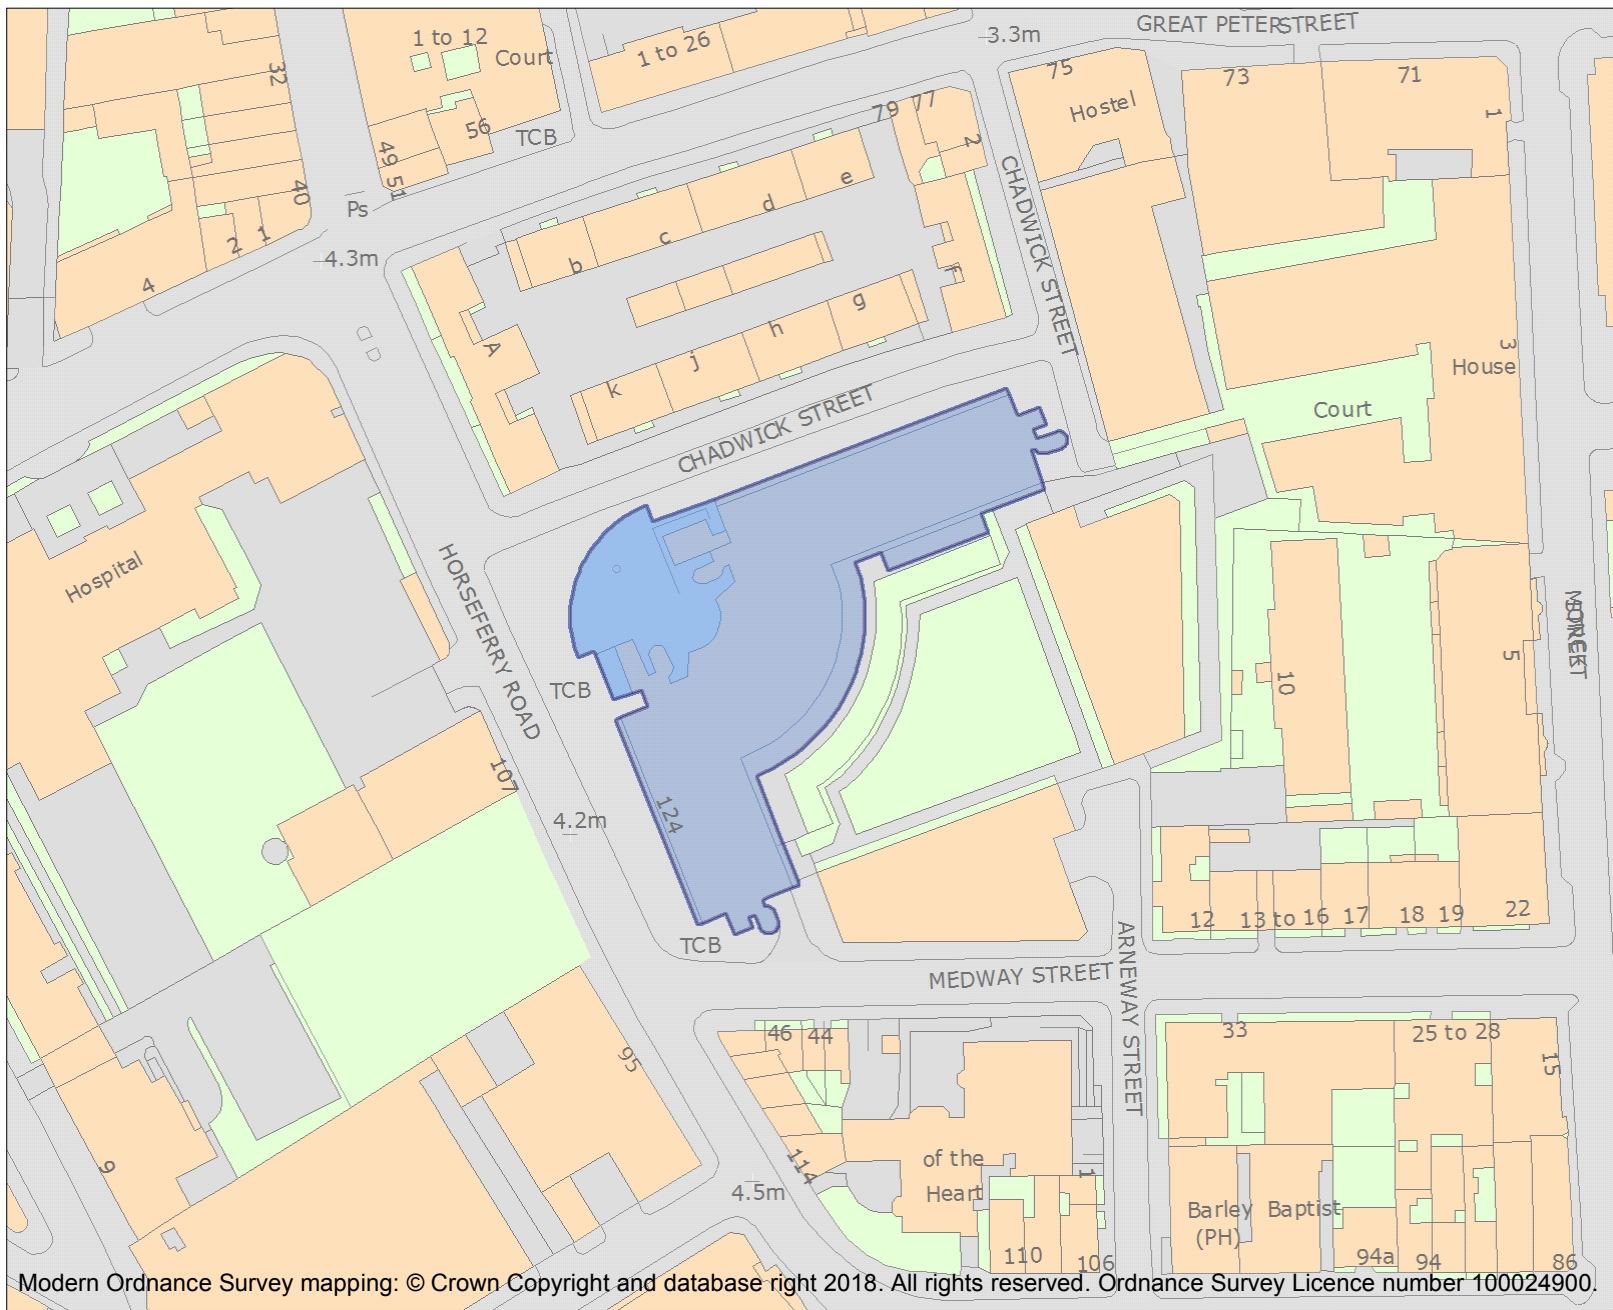 GREAT PETERSTREET
1 to 12
Court
1 to 26
3.3m
75
73
71
32
Hostel
1
49
51
56
TCB
79
77
2
40
Ps
2
1
4
4.3m
e
d
c
b
f
g
h
j
k
A
CHADWICK STREET
3
House
Court
CHADWICK STREET
Hospital
HORSEFERRY ROAD
TCB
107
124
4.2m
TCB
10
5
12
13 to 16
17
18
19
22
MEDWAY STREET
ARNEWAY STREET
46
44
33
25 to 28
15
95
9
114
4.5m
of the
Heart
1
110
106
Barley
(PH)
Baptist
94a
94
86
Modern Ordnance Survey mapping: © Crown Copyright and database right 2018. All rights reserved. Ordnance Survey Licence number 100024900.